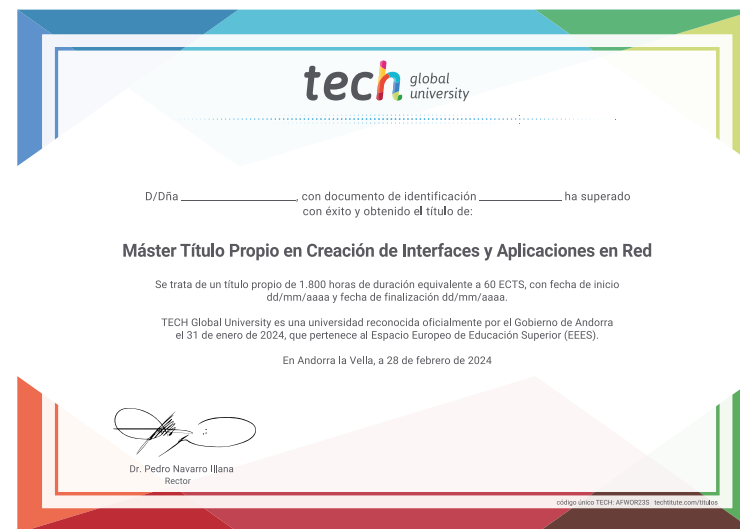 tech global
university
D/Dña ____________, con documento de identificación ____________ ha superado
con éxito y obtenido el título de:
Máster Título Propio en Creación de Interfaces y Aplicaciones en Red
Se trata de un título propio de 1.800 horas de duración equivalente a 60 ECTS, con fecha de inicio
dd/mm/aaaa y fecha de finalización dd/mm/aaaa.
TECH Global University es una universidad reconocida oficialmente por el Gobierno de Andorra
el 31 de enero de 2024, que pertenece al Espacio Europeo de Educación Superior (EEES).
En Andorra la Vella, a 28 de febrero de 2024
Dr. Pedro Navarro Illana
Rector
código único TECH: AFWOR23S techtitute.com/titulos